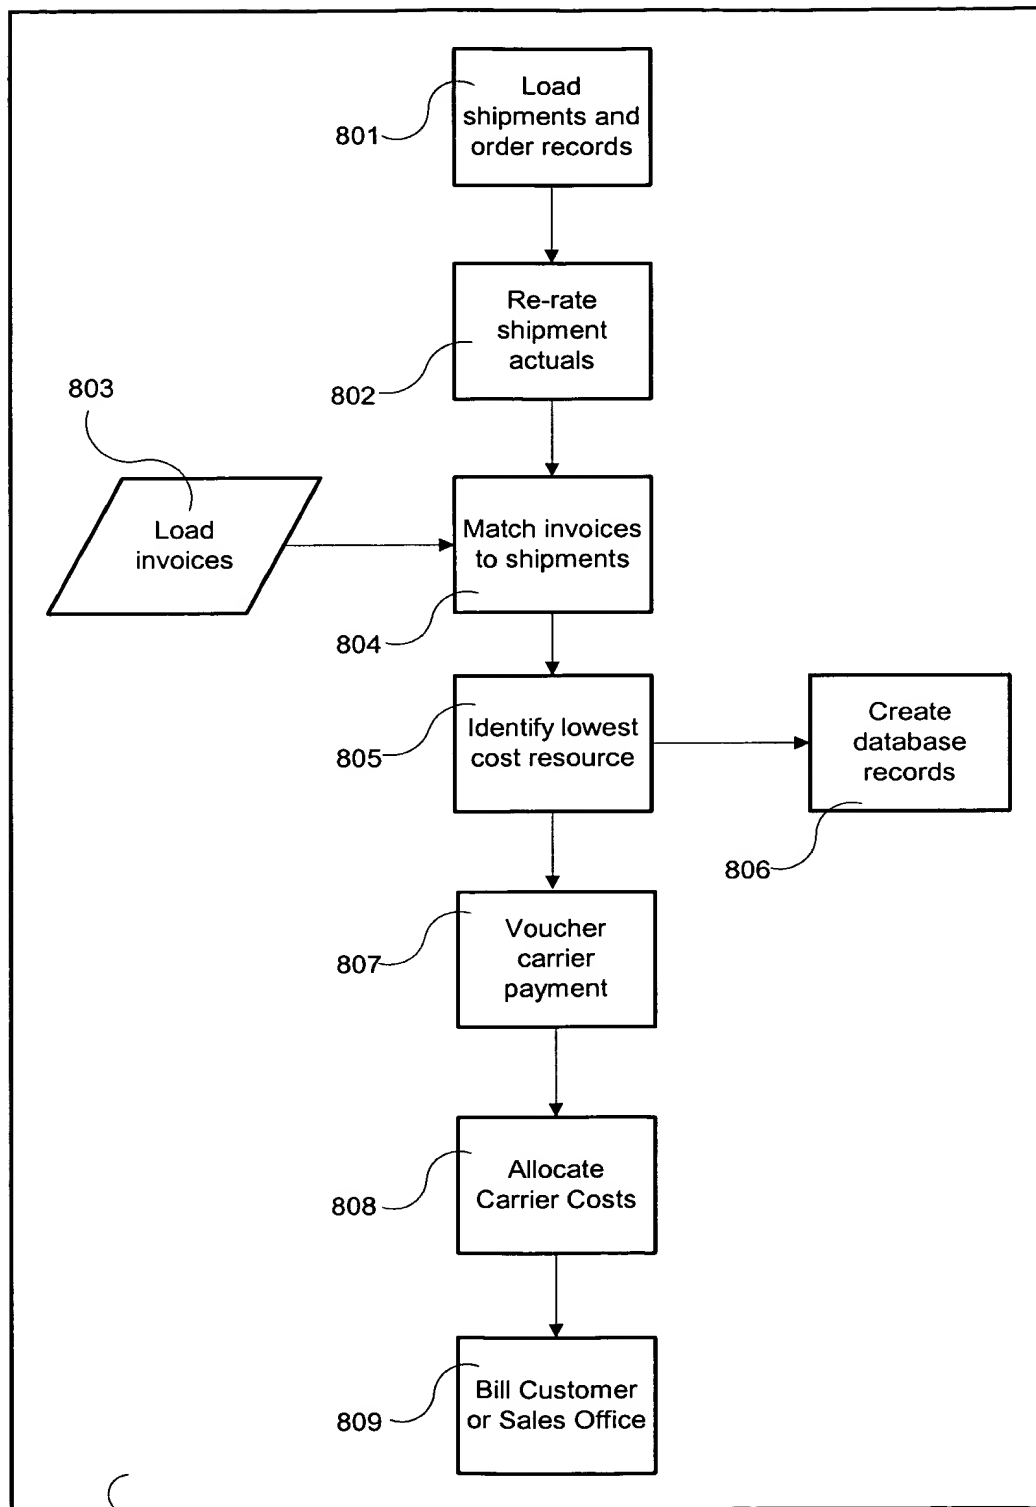 Load
shipments and
order records
801
Re-rate
shipment
actuals
802
803
Load
invoices
Match invoices
to shipments
804
Identify lowest
cost resource
805
Create
database
records
806
Voucher
carrier
payment
807
Allocate
Carrier Costs
808
Bill Customer
or Sales Office
809